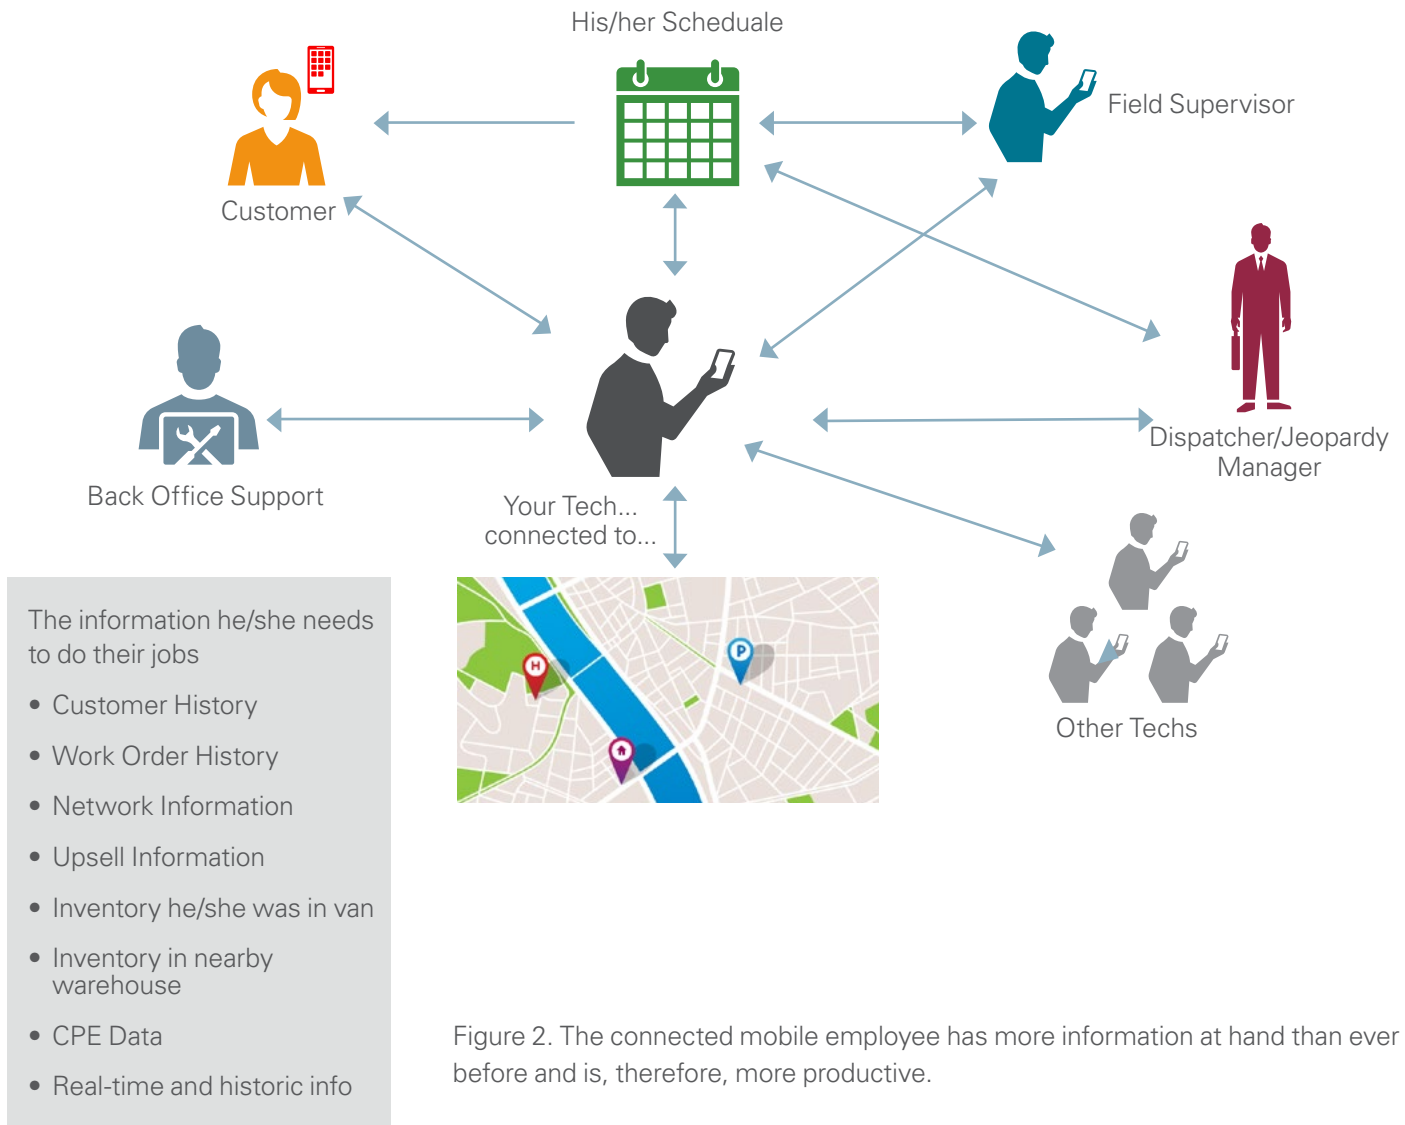 His/her Scheduale
Field Supervisor
Customer
Dispatcher/Jeopardy
Manager
Back Office Support
Your Tech...
connected to...
The information he/she needs
to do their jobs
• Customer History
• Work Order History
• Network Information
• Upsell Information
• Inventory he/she was in van
• Inventory in nearby
warehouse
• CPE Data
• Real-time and historic info
H
P
Other Techs
Figure 2. The connected mobile employee has more information at hand than ever
before and is, therefore, more productive.